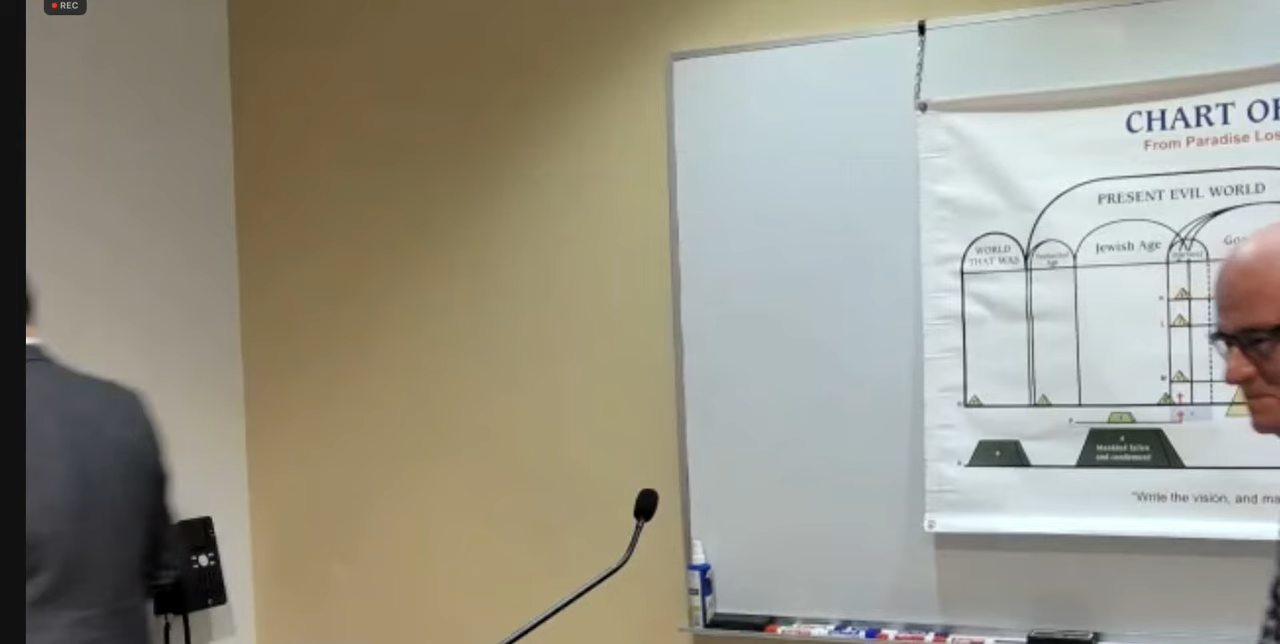 REC
CHART OF
From Paradise Los
PRESENT EVIL WORLD
WORLD
THAT WAS
Jewish Age
Mankind fallen
and condemned
"Write the vision, and ma